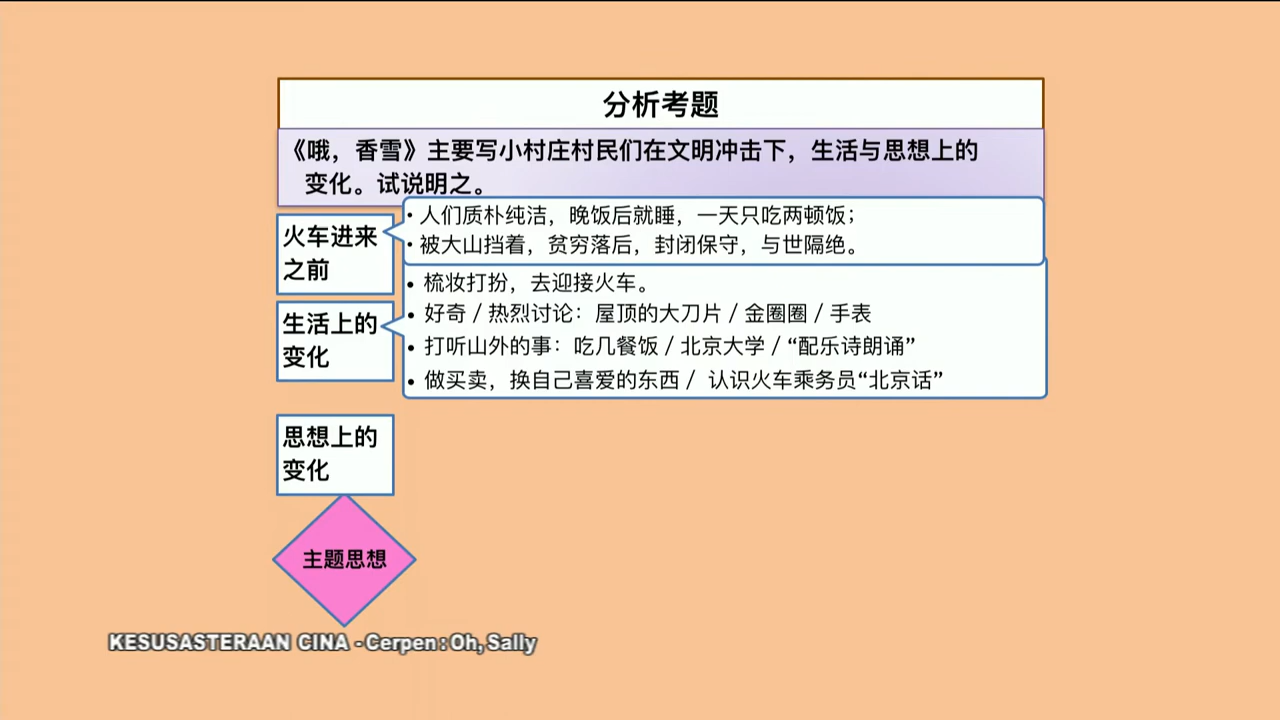 分析考题
《哦，香雪》主要写小村庄村民们在文明冲击下，生活与思想上的
变化。试说明之。
火车进来
之前
• 人们质朴纯洁，晚饭后就睡，一天只吃两顿饭；
• 被大山挡着，贫穷落后，封闭保守，与世隔绝。
生活上的
变化
• 梳妆打扮，去迎接火车。
• 好奇 / 热烈讨论：屋顶的大刀片 / 金圈圈 / 手表
• 打听山外的事：吃几餐饭 / 北京大学 / “配乐诗朗诵”
• 做买卖，换自己喜爱的东西 / 认识火车乘务员“北京话”
思想上的
变化
主题思想
KESUSASTERAAN CINA - Cerpen : Oh, Sally